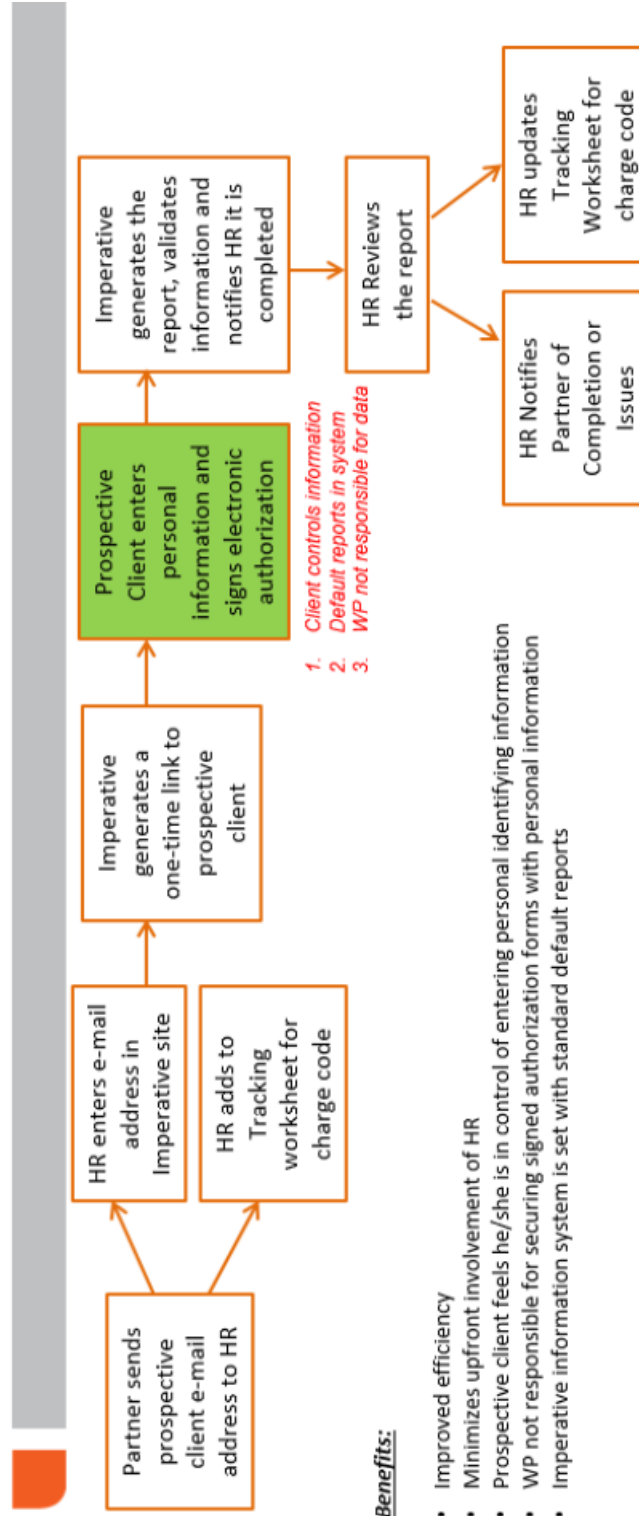 Partner sends
prospective
client e-mail
address to HR
HR enters e-mail
address in
Imperative site
HR adds to
Tracking
worksheet for
charge code
Imperative
generates a
one-time link to
prospective
client
Prospective
Client enters
personal
information and
signs electronic
authorization
1. Client controls information
2. Default reports in system
3. WP not responsible for data
Imperative
generates the
report, validates
information and
notifies HR it is
completed
HR Reviews
the report
HR Notifies
Partner of
Completion or
Issues
HR updates
Tracking
Worksheet for
charge code
Benefits:
• Improved efficiency
• Minimizes upfront involvement of HR
• Prospective client feels he/she is in control of entering personal identifying information
• WP not responsible for securing signed authorization forms with personal information
• Imperative information system is set with standard default reports